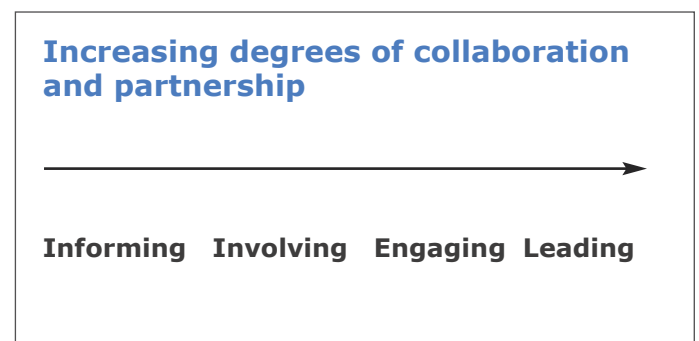 Increasing degrees of collaboration
and partnership
Informing Involving Engaging Leading